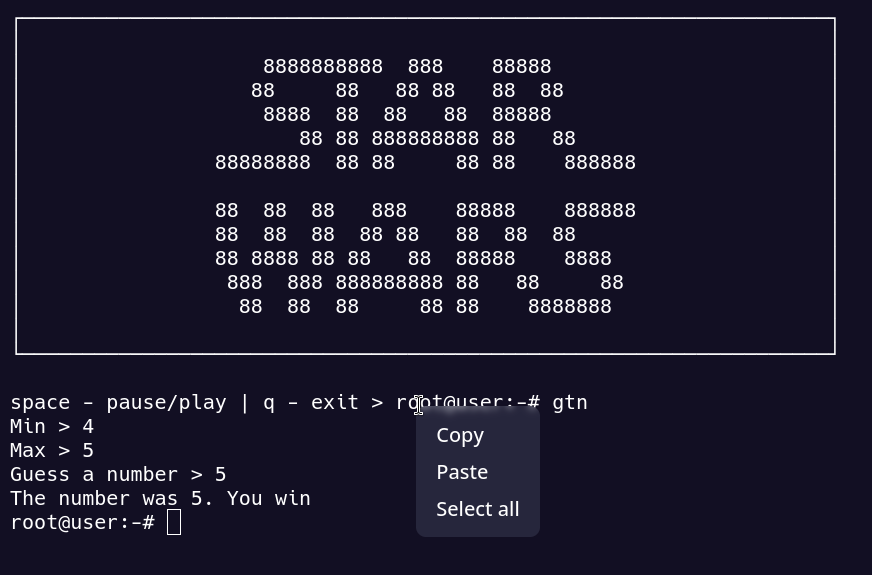 8888888888  888    88888
88     88   88 88   88  88
8888  88  88   88  88888
88 88 888888888 88   88
88888888  88 88     88 88    888888
88  88  88   888    88888    888888
88  88  88  88 88   88  88  88
88 8888 88 88   88  88888    8888
888  888 888888888 88   88     88
88  88  88     88 88    8888888
space - pause/play | q - exit > root@user:~# gtn
Min > 4
Max > 5
Guess a number > 5
The number was 5. You win
root@user:~#
Copy
Paste
Select all